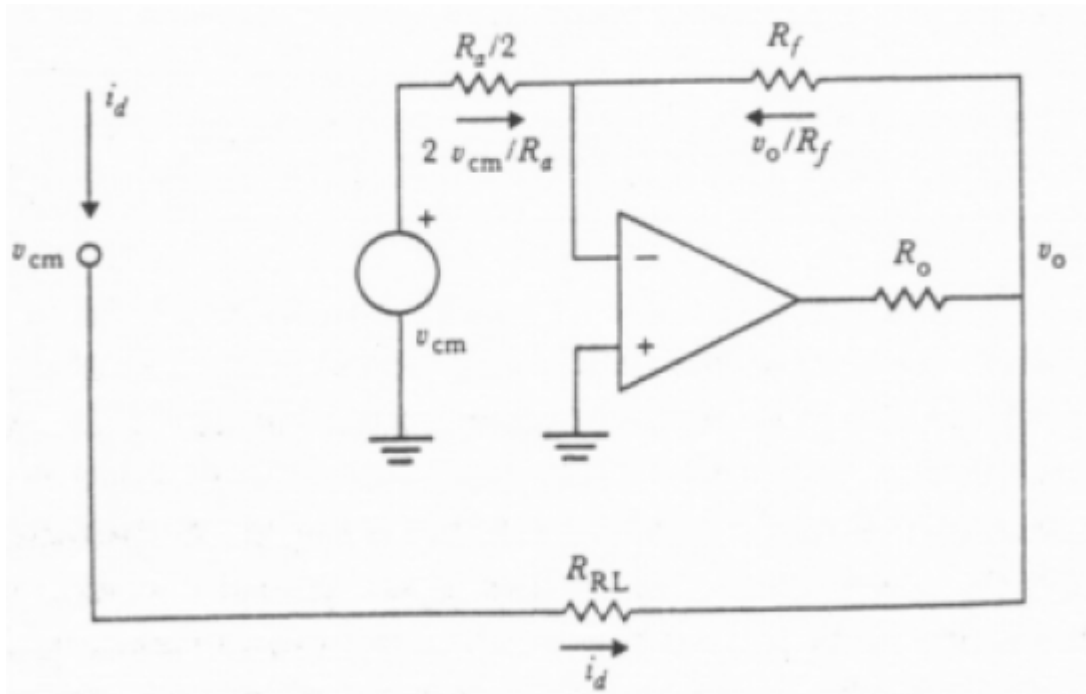 R_a/2
R_f
i_d
2 v_cm/R_a
v_o/R_f
v_cm
+
−
R_o
v_o
v_cm
+
R_RL
i_d